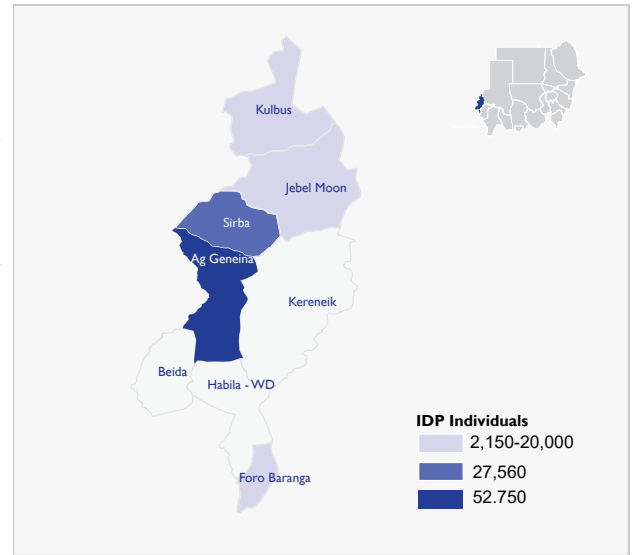 Kulbus
Jebel Moon
Sirba
Ag Geneina
Kereneik
Beida
Habila - WD
Foro Baranga
IDP Individuals
2,150-20,000
27,560
52.750